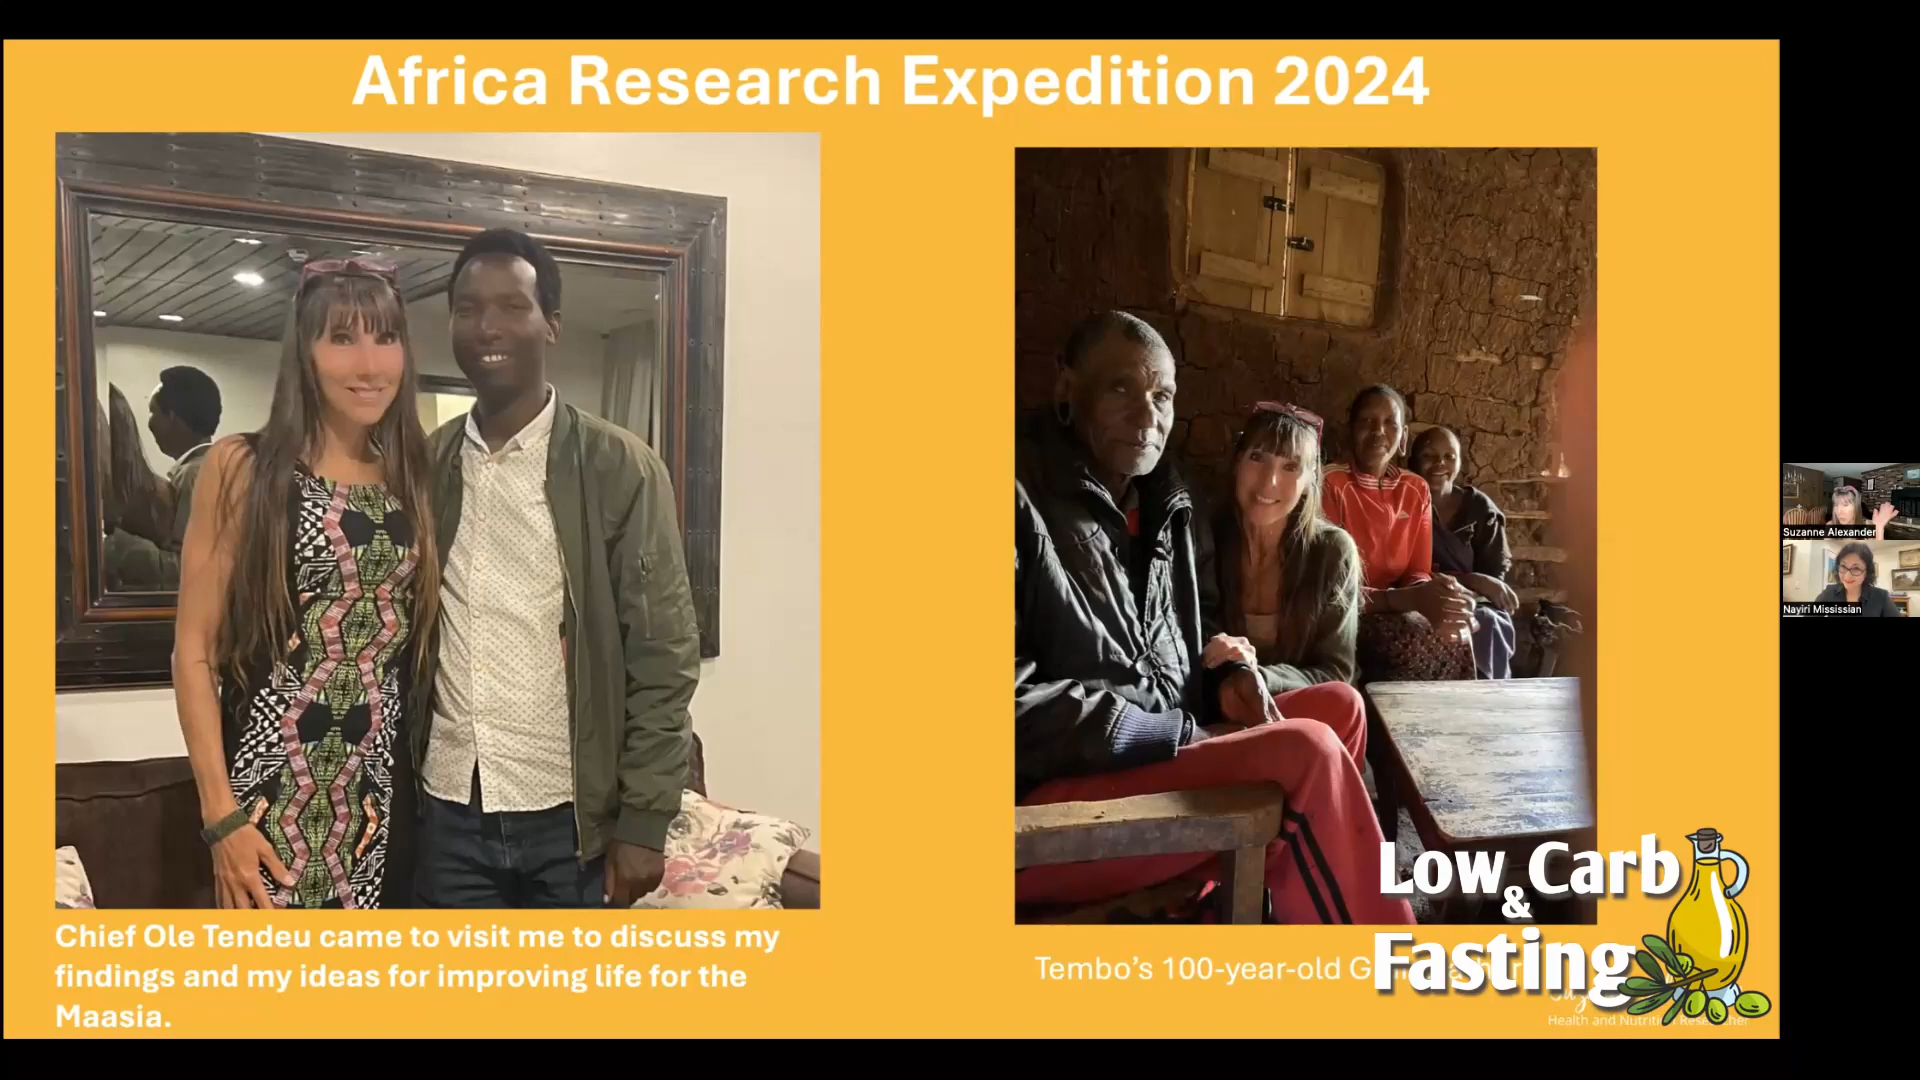 Africa Research Expedition 2024
Chief Ole Tendeu came to visit me to discuss my
findings and my ideas for improving life for the
Maasia.
Tembo's 100-year-old
Low Carb
&
Fasting
Health and
Suzanne Alexander
Nayiri Mississian